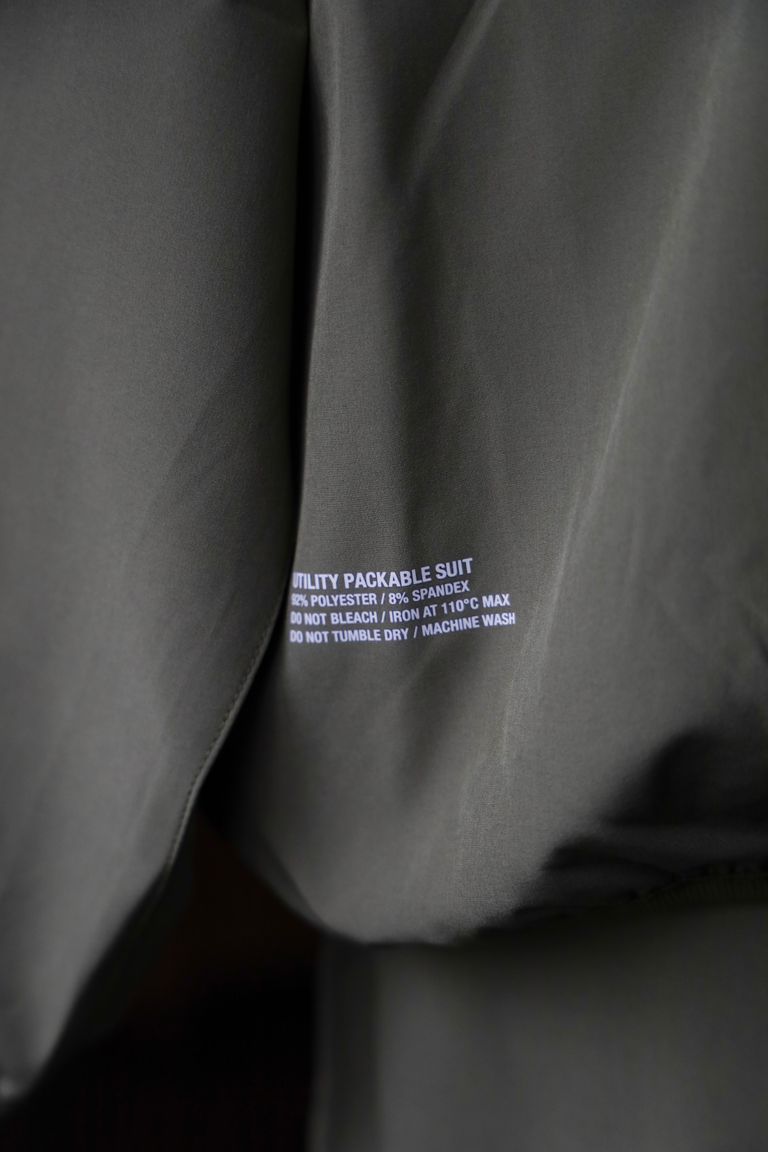 UTILITY PACKABLE SUIT
92% POLYESTER / 8% SPANDEX
DO NOT BLEACH / IRON AT 110°C MAX
DO NOT TUMBLE DRY / MACHINE WASH